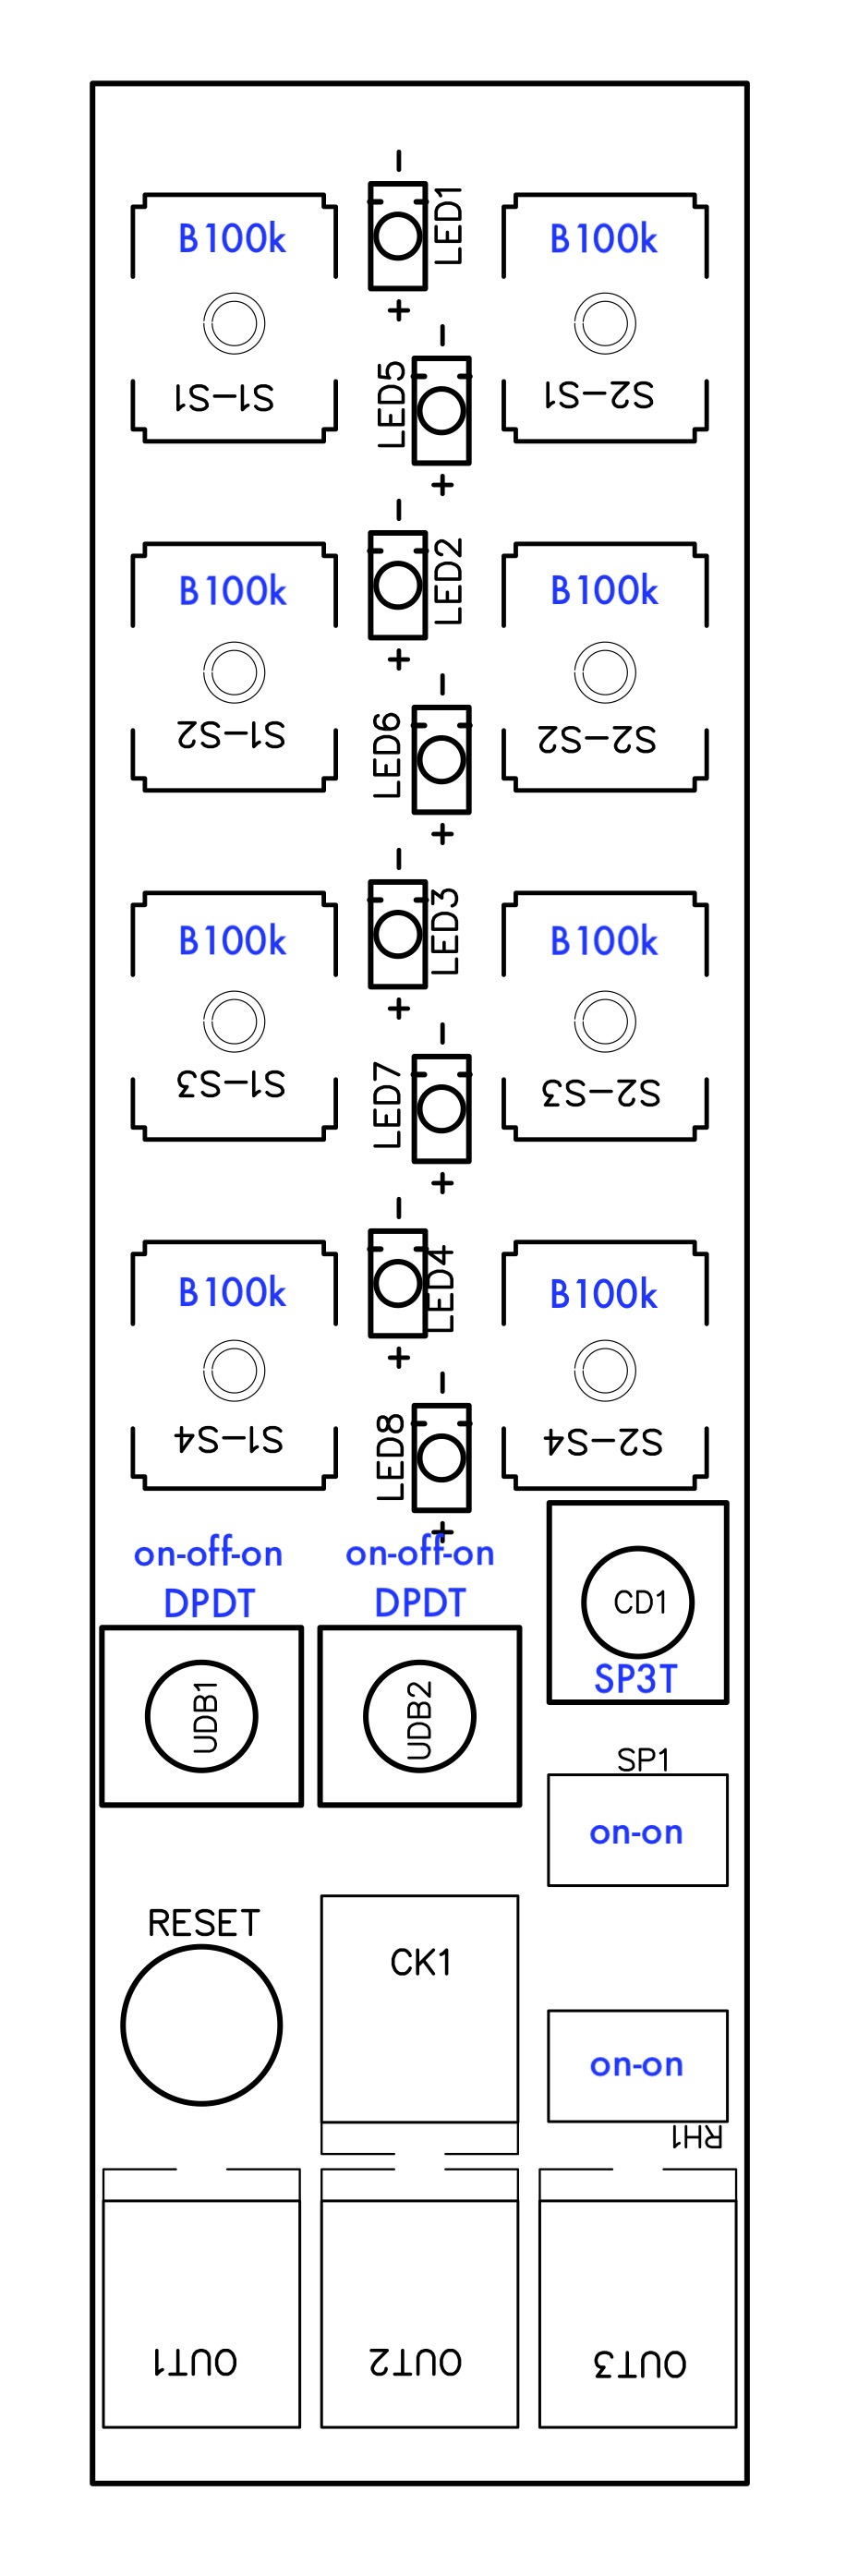 LED1
B100k
B100k
S1-S1
S2-S1
LED5
LED2
B100k
B100k
S1-S2
S2-S2
LED6
LED3
B100k
B100k
S1-S3
S2-S3
LED7
LED4
B100k
B100k
S1-S4
S2-S4
LED8
on-off-on
DPDT
on-off-on
DPDT
CD1
SP3T
UDB1
UDB2
SP1
on-on
RESET
CK1
on-on
RH1
OUT1
OUT2
OUT3